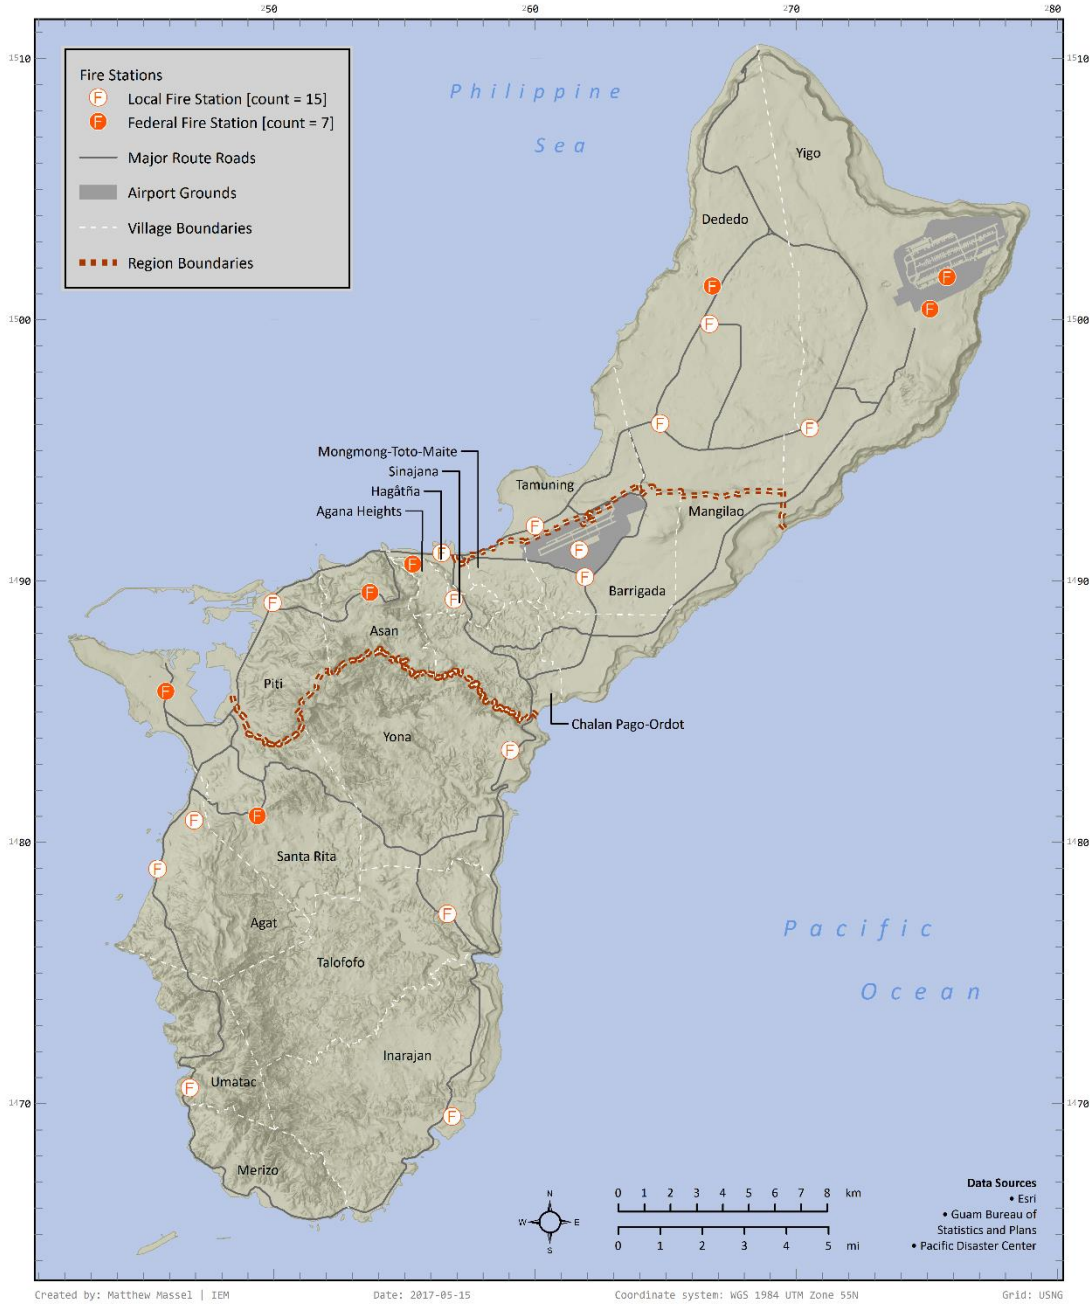 250 260 270 280
1510 1510
Fire Stations
F Local Fire Station [count = 15]
F Federal Fire Station [count = 7]
Major Route Roads
Airport Grounds
Village Boundaries
Region Boundaries
Philippine
Sea
Yigo
Dededo
F
F
F
1500 1500
F
F
F
Mongmong-Toto-Maite
Sinajana
Tamuning
Hagåtña
Agana Heights
Mangilao
F
F
F
F
F
1490 1490
F
F
Barrigada
F
F
Asan
Piti
F
Chalan Pago-Ordot
Yona
F
F
F
1480 1480
Santa Rita
F
F
Agat
Pacific
Talofofo
Ocean
Inarajan
Umatac
F
1470 1470
F
Merizo
N
W E
S
0 1 2 3 4 5 6 7 8 km
0 1 2 3 4 5 mi
Data Sources
• Esri
• Guam Bureau of
Statistics and Plans
• Pacific Disaster Center
Created by: Matthew Massel | IEM Date: 2017-05-15 Coordinate system: WGS 1984 UTM Zone 55N Grid: USNG